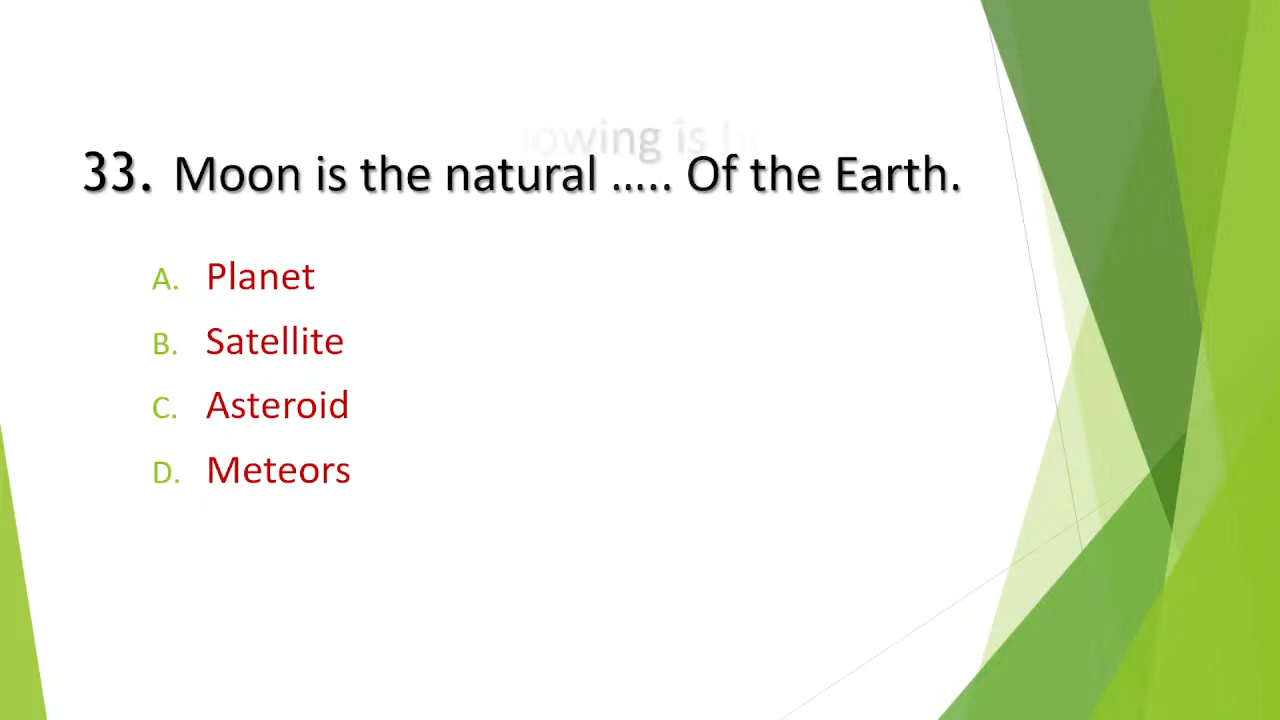 33. Moon is the natural ..... Of the Earth.
A. Planet
B. Satellite
C. Asteroid
D. Meteors